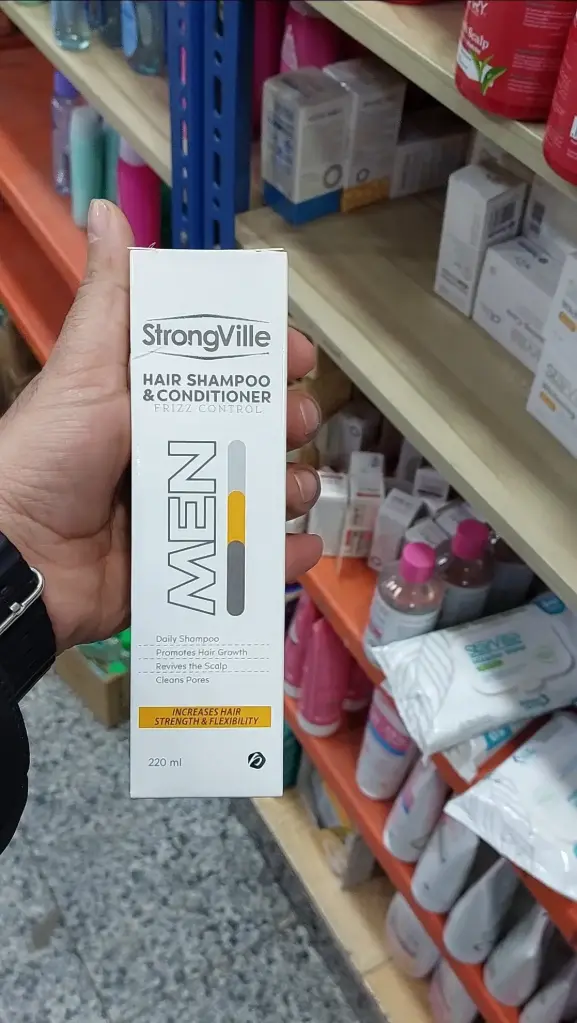 StrongVille
HAIR SHAMPOO
& CONDITIONER
FRIZZ CONTROL
MEN
Daily Shampoo
Promotes Hair Growth
Revives the Scalp
Cleans Pores
INCREASES HAIR
STRENGTH & FLEXIBILITY
220 ml
Scalp